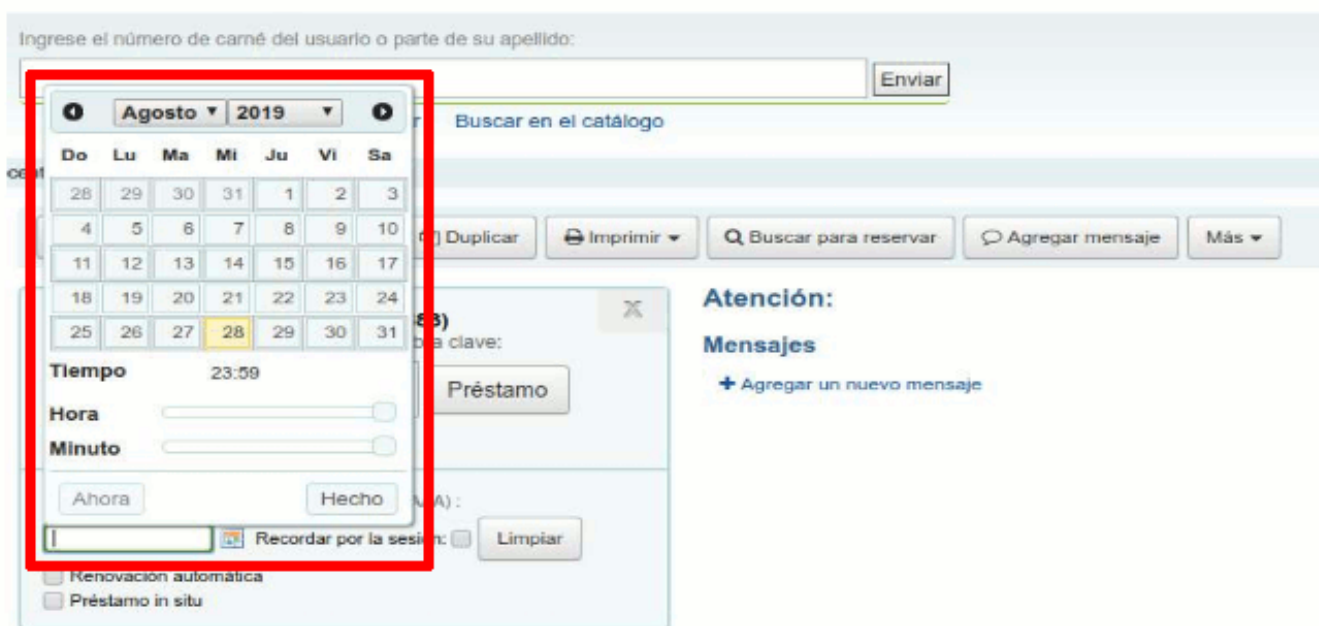 Ingrese el número de carné del usuario o parte de su apellido:
Enviar
Agosto 2019
Buscar en el catálogo
Do Lu Ma Mi Ju Vi Sa
28 29 30 31 1 2 3
4 5 6 7 8 9 10
11 12 13 14 15 16 17
18 19 20 21 22 23 24
25 26 27 28 29 30 31
Tiempo 23:59
Hora
Minuto
Ahora Hecho
Duplicar Imprimir Buscar para reservar Agregar mensaje Más
clave:
Préstamo
Recordar por la sesión: Limpiar
Renovación automática
Préstamo in situ
Atención:
Mensajes
Agregar un nuevo mensaje